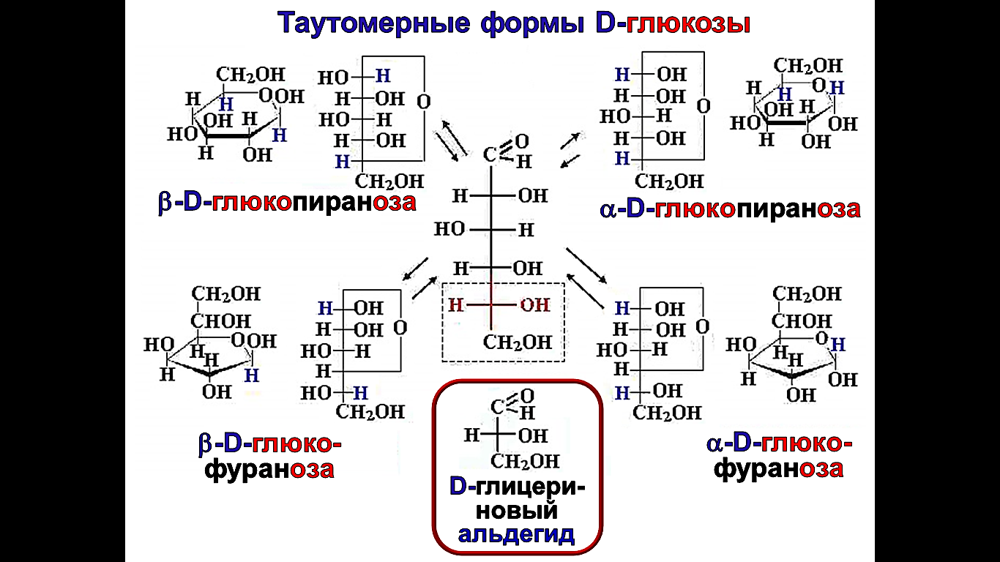 Таутомерные формы D-глюкозы
CH₂OH
H
O
OH
H
OH
H
HO
H
H
OH
HO H
H OH
HO H
H OH
H
O
CH₂OH
β-D-глюкопираноза
H OH
H OH
HO H
H OH
H
O
CH₂OH
CH₂OH
H
O
H
H
OH
H
HO
OH
H
OH
α-D-глюкопираноза
C
O
H
H OH
HO H
H OH
H OH
CH₂OH
CH₂OH
CHOH
HO
O
OH
H
H
H
H
OH
H OH
H OH
HO H
H
HO H
O
CH₂OH
β-D-глюко-
фураноза
H OH
H OH
HO H
H
H OH
O
CH₂OH
CH₂OH
CHOH
HO
O
H
H
H
H
OH
OH
α-D-глюко-
фураноза
C
O
H
H OH
CH₂OH
D-глицери-
новый
альдегид